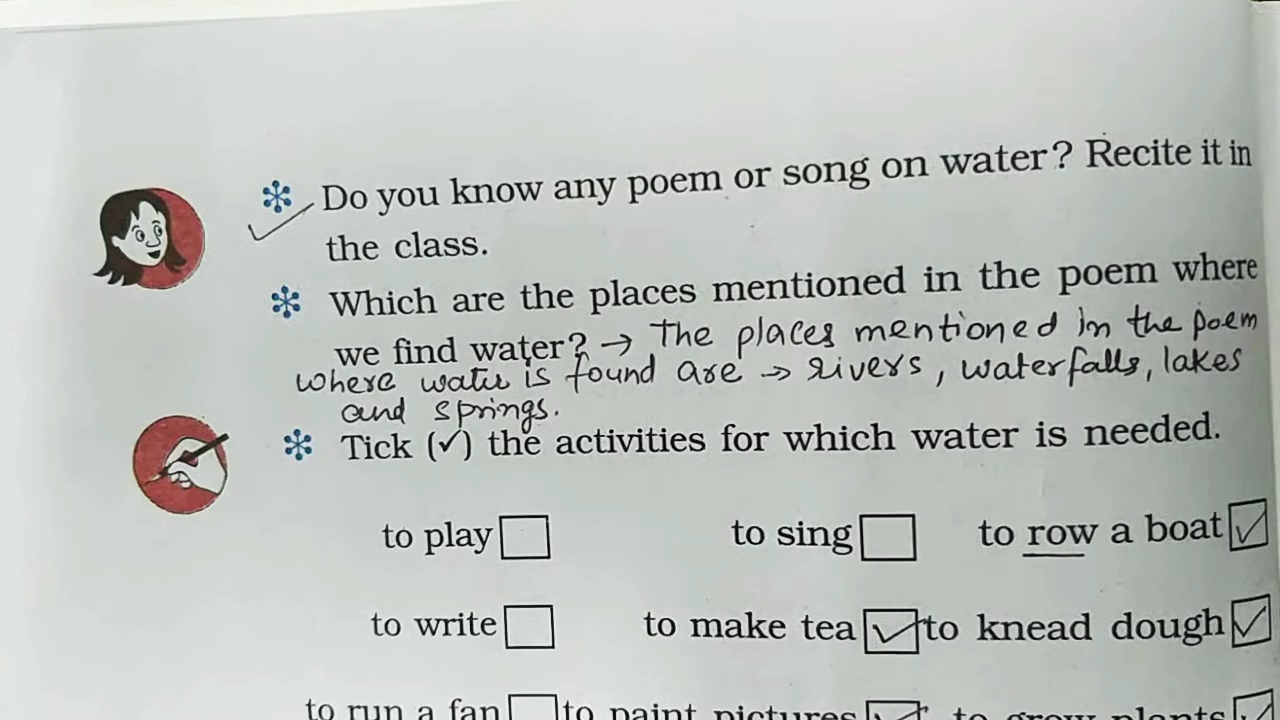 Do you know any poem or song on water? Recite it in
the class.
Which are the places mentioned in the poem where
we find water? → The places mentioned in the poem
where water is found are → rivers, waterfalls, lakes
and springs.
Tick (✓) the activities for which water is needed.
to play to sing to row a boat ✓
to write to make tea ✓ to knead dough ✓
to run a fan to paint pictures ✓ to grow plants ✓